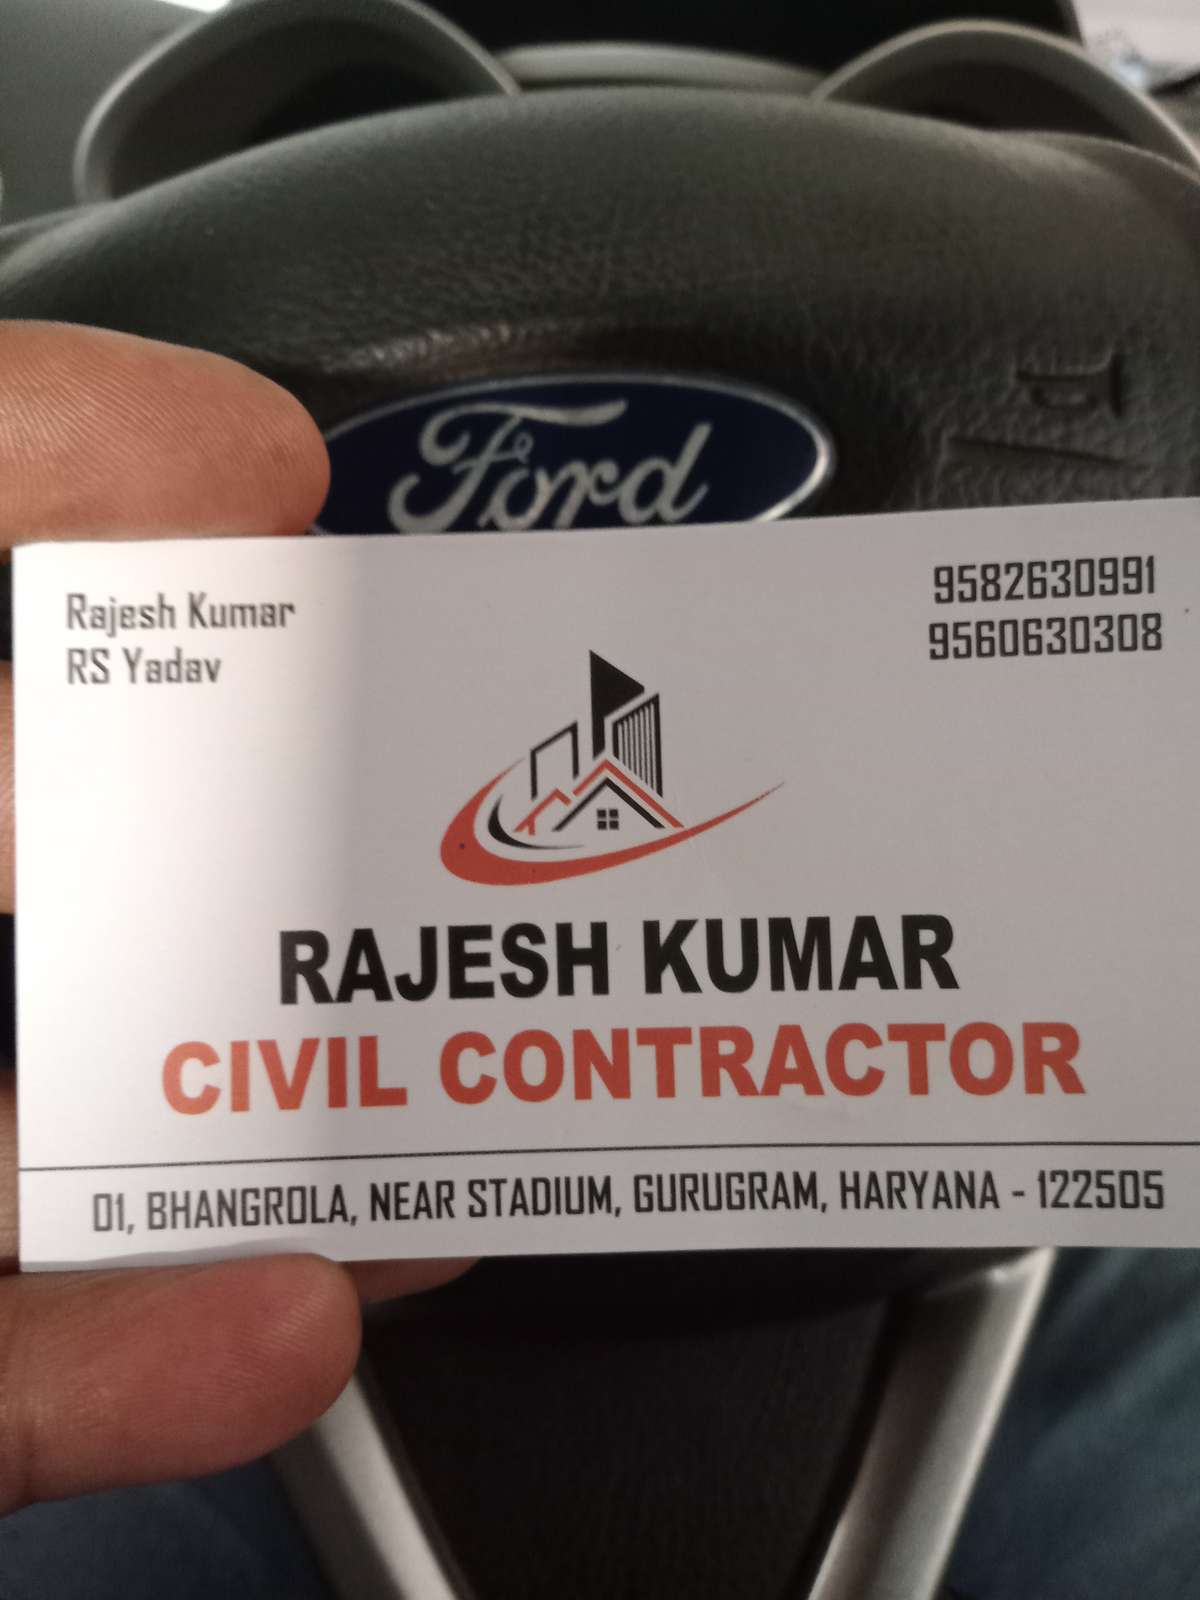 Ford
Rajesh Kumar
RS Yadav
9582630991
9560630308
RAJESH KUMAR
CIVIL CONTRACTOR
01, BHANGROLA, NEAR STADIUM, GURUGRAM, HARYANA - 122505